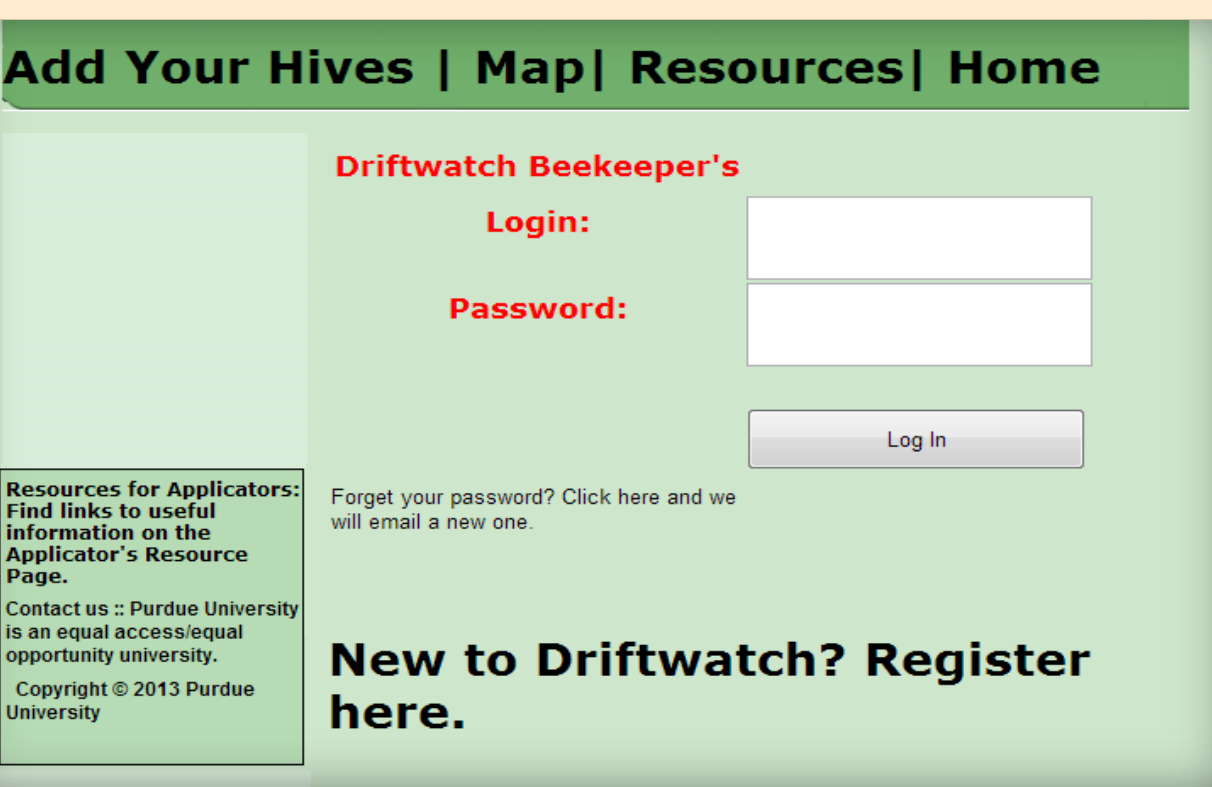 Add Your Hives | Map| Resources| Home
Driftwatch Beekeeper's
Login:
Password:
Log In
Forget your password? Click here and we
will email a new one.
New to Driftwatch? Register
here.
Resources for Applicators:
Find links to useful
information on the
Applicator's Resource
Page.
Contact us :: Purdue University
is an equal access/equal
opportunity university.
Copyright © 2013 Purdue
University